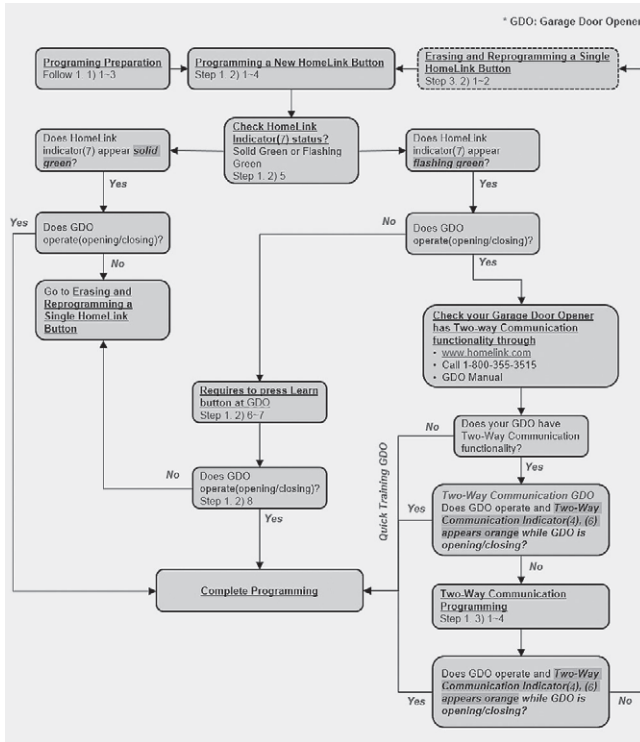 * GDO: Garage Door Opener
Programing Preparation
Follow 1. 1) 1~3
Programming a New HomeLink Button
Step 1. 2) 1~4
Erasing and Reprogramming a Single
HomeLink Button
Step 3. 2) 1~2
Does HomeLink
indicator(7) appear solid
green?
Check HomeLink
Indicator(7) status?
Solid Green or Flashing
Green
Step 1. 2) 5
Does HomeLink
indicator(7) appear
flashing green?
Yes
Yes
Yes
No
Does GDO
operate(opening/closing)?
Does GDO
operate(opening/closing)?
No
Yes
Go to Erasing and
Reprogramming a
Single HomeLink
Button
Check your Garage Door Opener
has Two-way Communication
functionality through
• www.homelink.com
• Call 1-800-355-3515
• GDO Manual
Requires to press Learn
button at GDO
Step 1. 2) 6~7
No
Does your GDO have
Two-Way Communication
functionality?
Quick Training GDO
No
Does GDO
operate(opening/closing)?
Step 1. 2) 8
Yes
Yes
Yes
Two-Way Communication GDO
Does GDO operate and Two-Way
Communication Indicator(4), (6)
appears orange while GDO is
opening/closing?
No
Complete Programming
Two-Way Communication
Programming
Step 1. 3) 1~4
Does GDO operate and Two-Way
Communication Indicator(4), (6)
appears orange while GDO is
opening/closing?
Yes
No